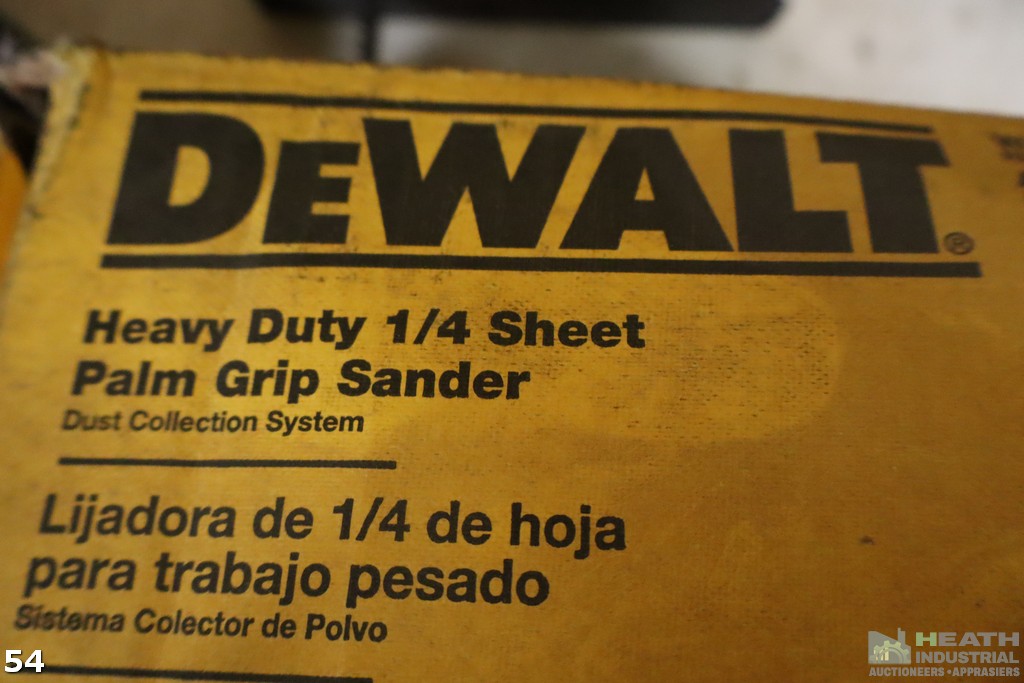 DEWALT®
Heavy Duty 1/4 Sheet
Palm Grip Sander
Dust Collection System
Lijadora de 1/4 de hoja
para trabajo pesado
Sistema Colector de Polvo
54
HEATH
INDUSTRIAL
AUCTIONEERS•APPRASIERS